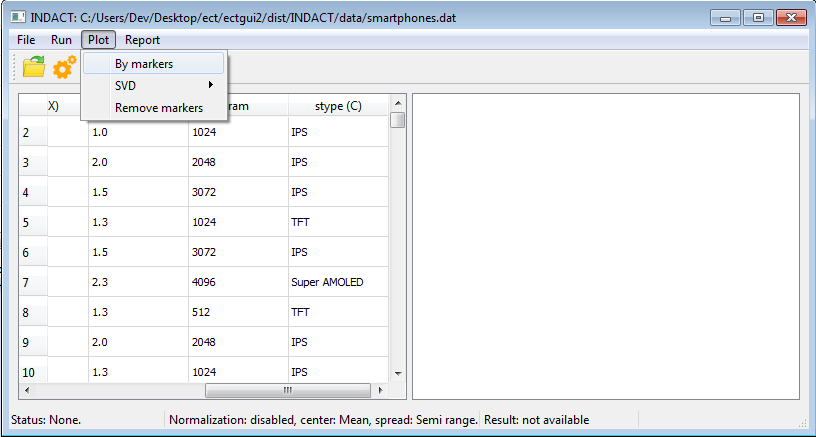 INDACT: C:/Users/Dev/Desktop/ect/ectgui2/dist/INDACT/data/smartphones.dat
File Run Plot Report
By markers
SVD
Remove markers
X) ram stype (C)
2 1.0 1024 IPS
3 2.0 2048 IPS
4 1.5 3072 IPS
5 1.3 1024 TFT
6 1.5 3072 IPS
7 2.3 4096 Super AMOLED
8 1.3 512 TFT
9 2.0 2048 IPS
10 1.3 1024 IPS
Status: None. Normalization: disabled, center: Mean, spread: Semi range. Result: not available